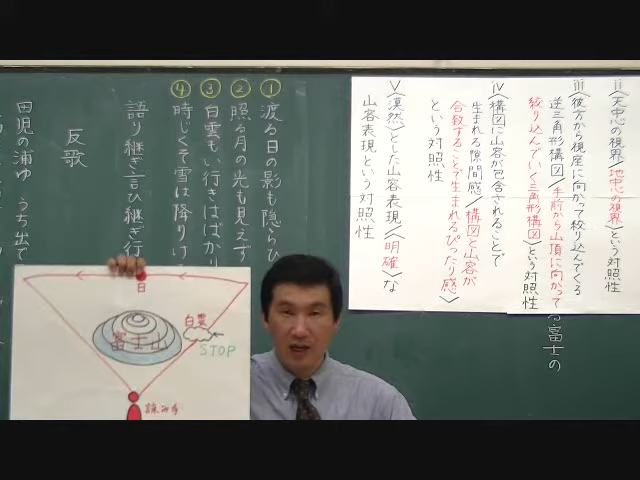 ii〈天中心の視界/地中心の視界〉という対照性
iii〈彼方から視座に向かって絞り込んでくる
逆三角形構図/手前から山頂に向かって
絞り込んでいく三角形構図〉という対照性
iv〈構図に山容が包含されることで
生まれる隙間感/構図と山容が
合致することで生まれるぴったり感〉
という対照性
v〈漠然〉とした山容表現/〈明確〉な
山容表現という対照性
る富士の
①渡る日の影も隠らひ
②照る月の光も見えず
③白雲もい行きはばかり
④時じくそ雪は降りけ
語り継ぎ言ひ継ぎ行
反歌
田児の浦ゆ うち出で
日
白雲
STOP
富士山